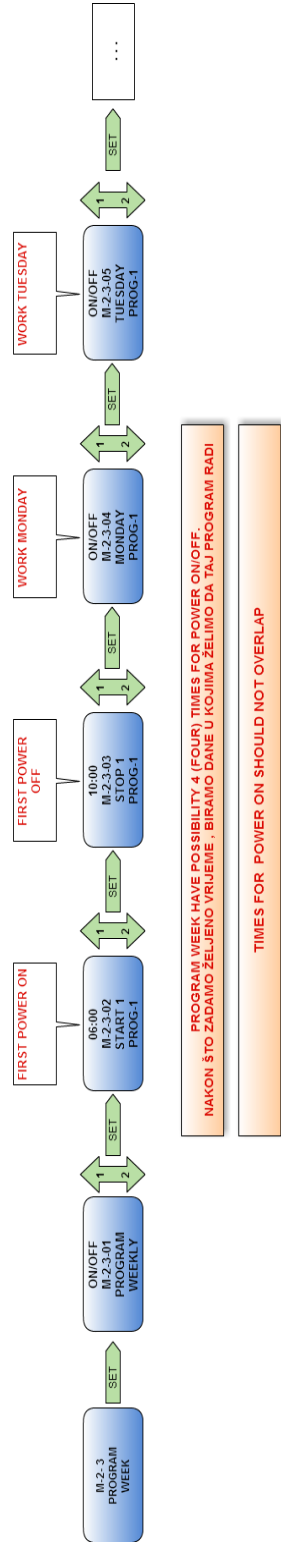 M-2- 3
PROGRAM
WEEK
SET
ON/OFF
M-2-3-01
PROGRAM
WEEKLY
1
2
SET
FIRST POWER ON
06:00
M-2-3-02
START 1
PROG-1
1
2
SET
FIRST POWER
OFF
10:00
M-2-3-03
STOP 1
PROG-1
1
2
SET
WORK MONDAY
ON/OFF
M-2-3-04
MONDAY
PROG-1
1
2
SET
WORK TUESDAY
ON/OFF
M-2-3-05
TUESDAY
PROG-1
1
2
SET
. . .
PROGRAM WEEK HAVE POSSIBILITY 4 (FOUR) TIMES FOR POWER ON/OFF.
NAKON ŠTO ZADAMO ŽELJENO VRIJEME , BIRAMO DANE U KOJIMA ŽELIMO DA TAJ PROGRAM RADI
TIMES FOR POWER ON SHOULD NOT OVERLAP